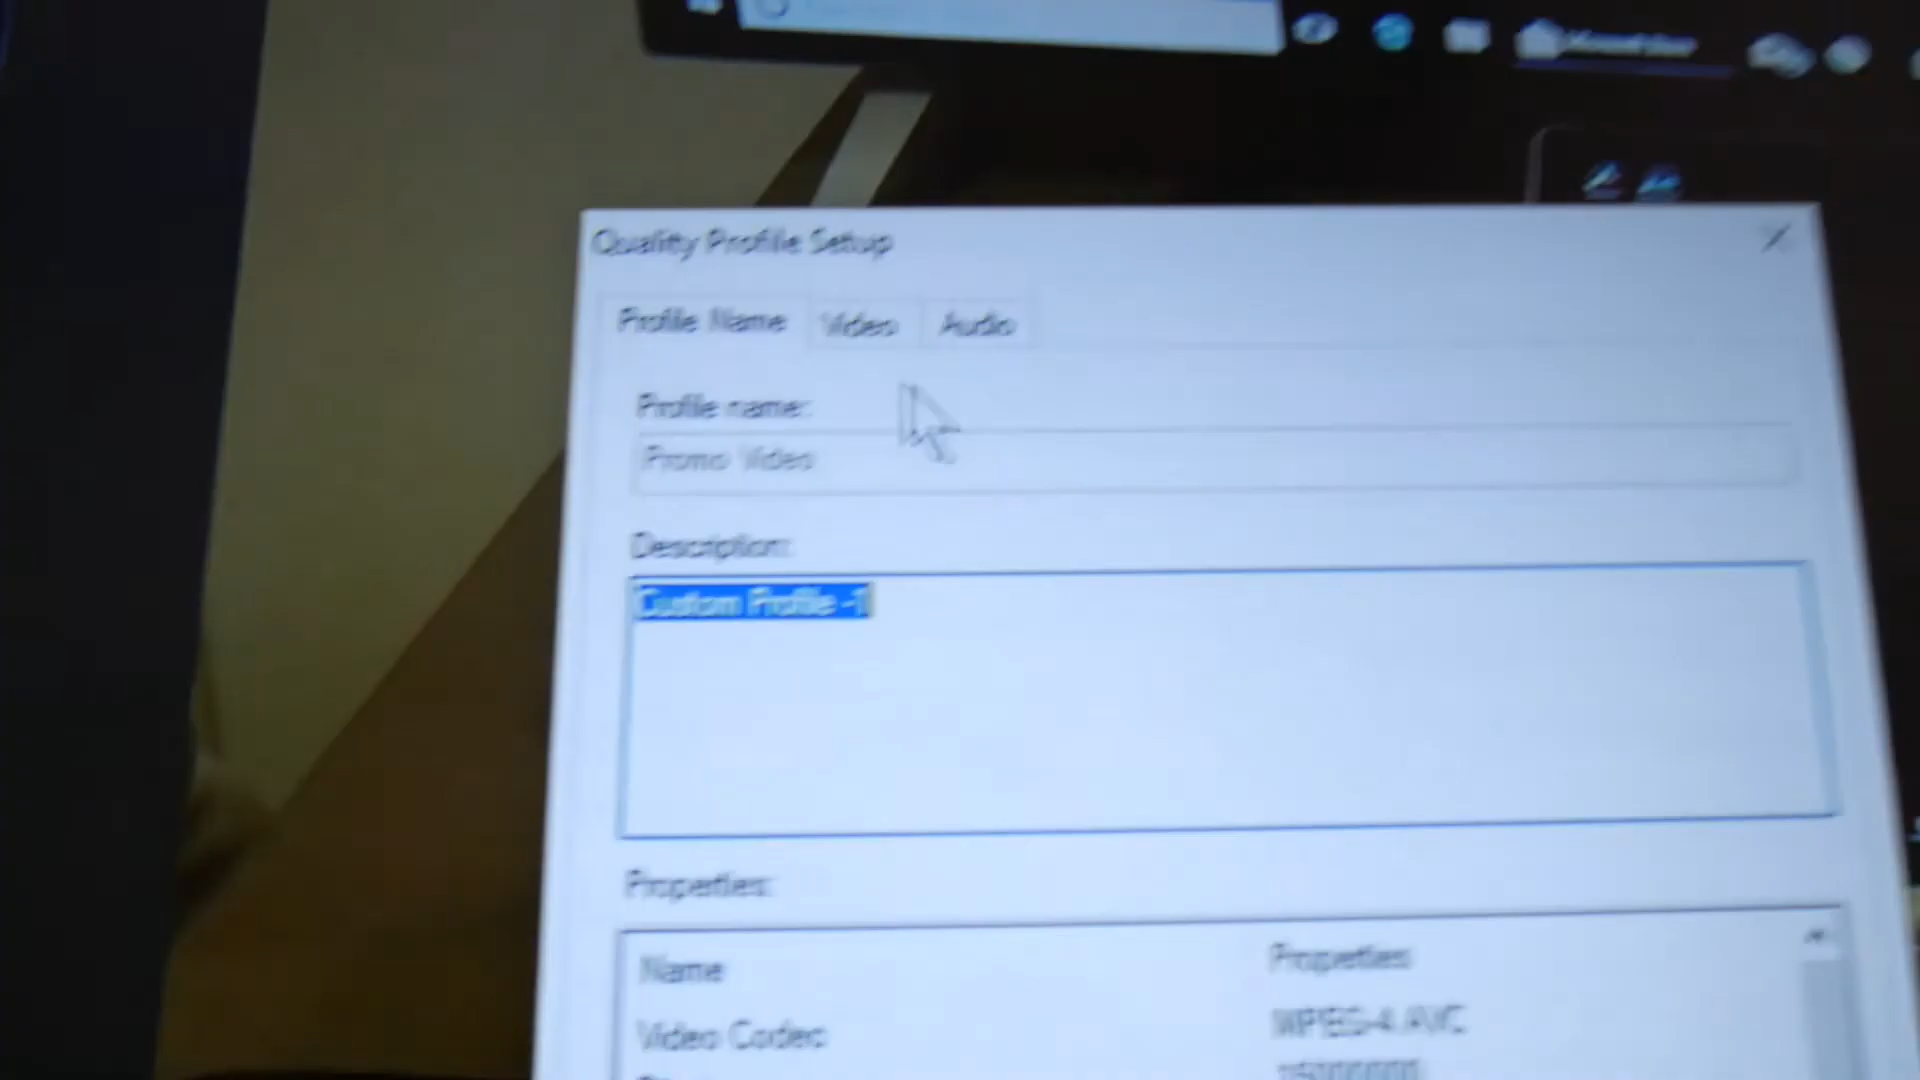 Quality Profile Setup
Profile Name Video Audio
Profile name:
Promo Video
Description:
Custom Profile -1
Properties:
Name Properties
Video Codec MPEG-4 AVC